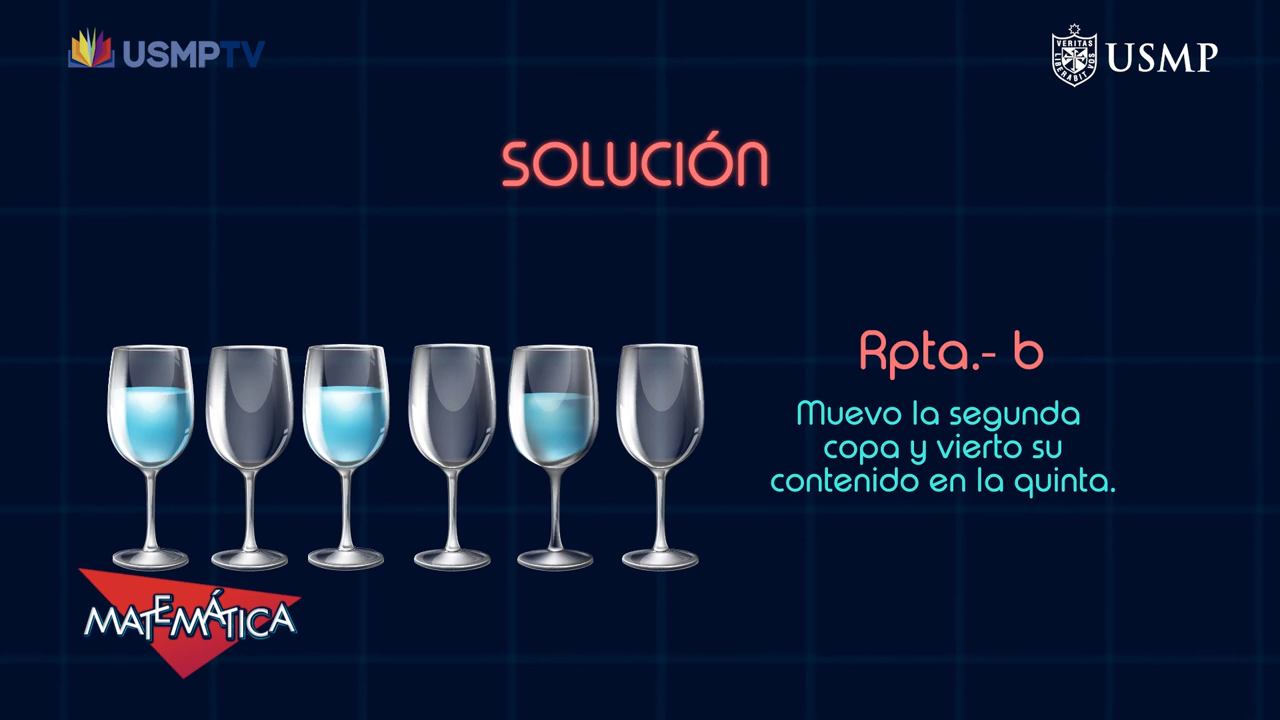 USMPTV
VERITAS
LIBERABIT VOS
USMP
SOLUCIÓN
Rpta.- b
Muevo la segunda
copa y vierto su
contenido en la quinta.
MATEMÁTICA